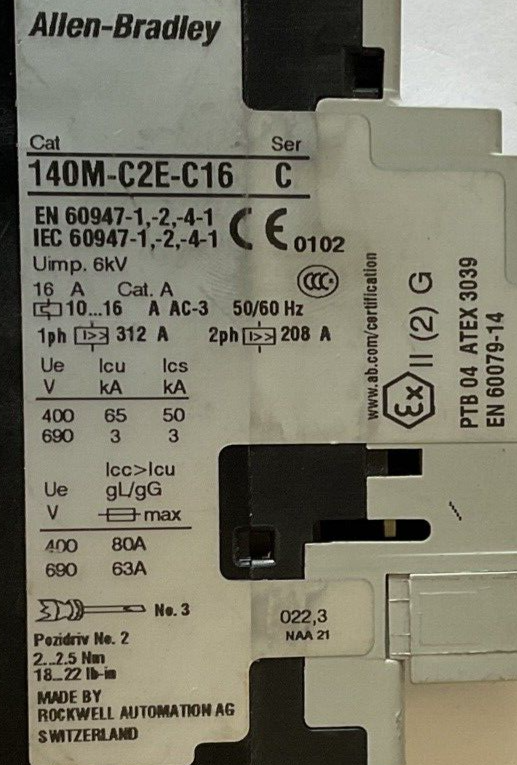 Allen-Bradley
Cat Ser
140M-C2E-C16 C
EN 60947-1,-2,-4-1
IEC 60947-1,-2,-4-1 CE 0102
Uimp. 6kV
CCC
16 A Cat. A
10...16 A AC-3 50/60 Hz
1ph I>> 312 A 2ph I>> 208 A
Ue Icu Ics
V kA kA
400 65 50
690 3 3
Icc>Icu
Ue gL/gG
V max
400 80A
690 63A
No. 3
Pozidriv No. 2
2...2.5 Nm
18...22 lb-in
MADE BY
ROCKWELL AUTOMATION AG
SWITZERLAND
022,3
NAA 21
www.ab.com/certification
Ex II (2) G
PTB 04 ATEX 3039
EN 60079-14